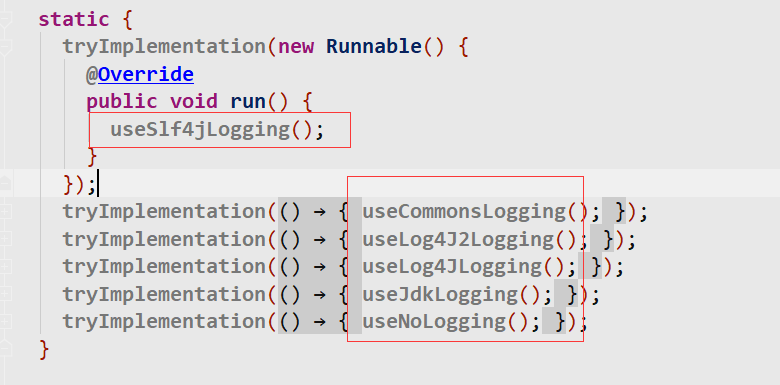 static {
tryImplementation(new Runnable() {
@Override
public void run() {
useSlf4jLogging();
}
});
tryImplementation(() → { useCommonsLogging(); });
tryImplementation(() → { useLog4J2Logging(); });
tryImplementation(() → { useLog4JLogging(); });
tryImplementation(() → { useJdkLogging(); });
tryImplementation(() → { useNoLogging(); });
}